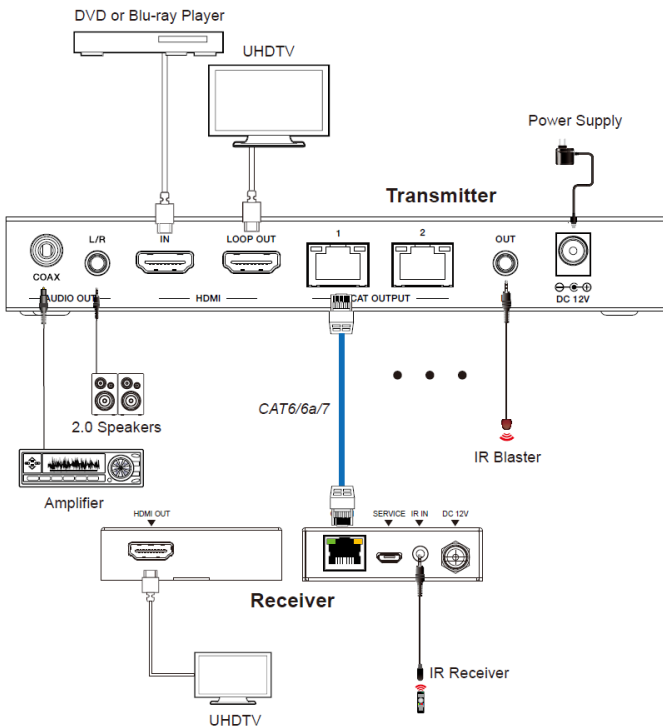 DVD or Blu-ray Player
UHDTV
Power Supply
Transmitter
L/R
IN
LOOP OUT
1
2
OUT
COAX
AUDIO OUT
HDMI
CAT OUTPUT
DC 12V
CAT6/6a/7
2.0 Speakers
IR Blaster
Amplifier
HDMI OUT
SERVICE
IR IN
DC 12V
Receiver
IR Receiver
UHDTV